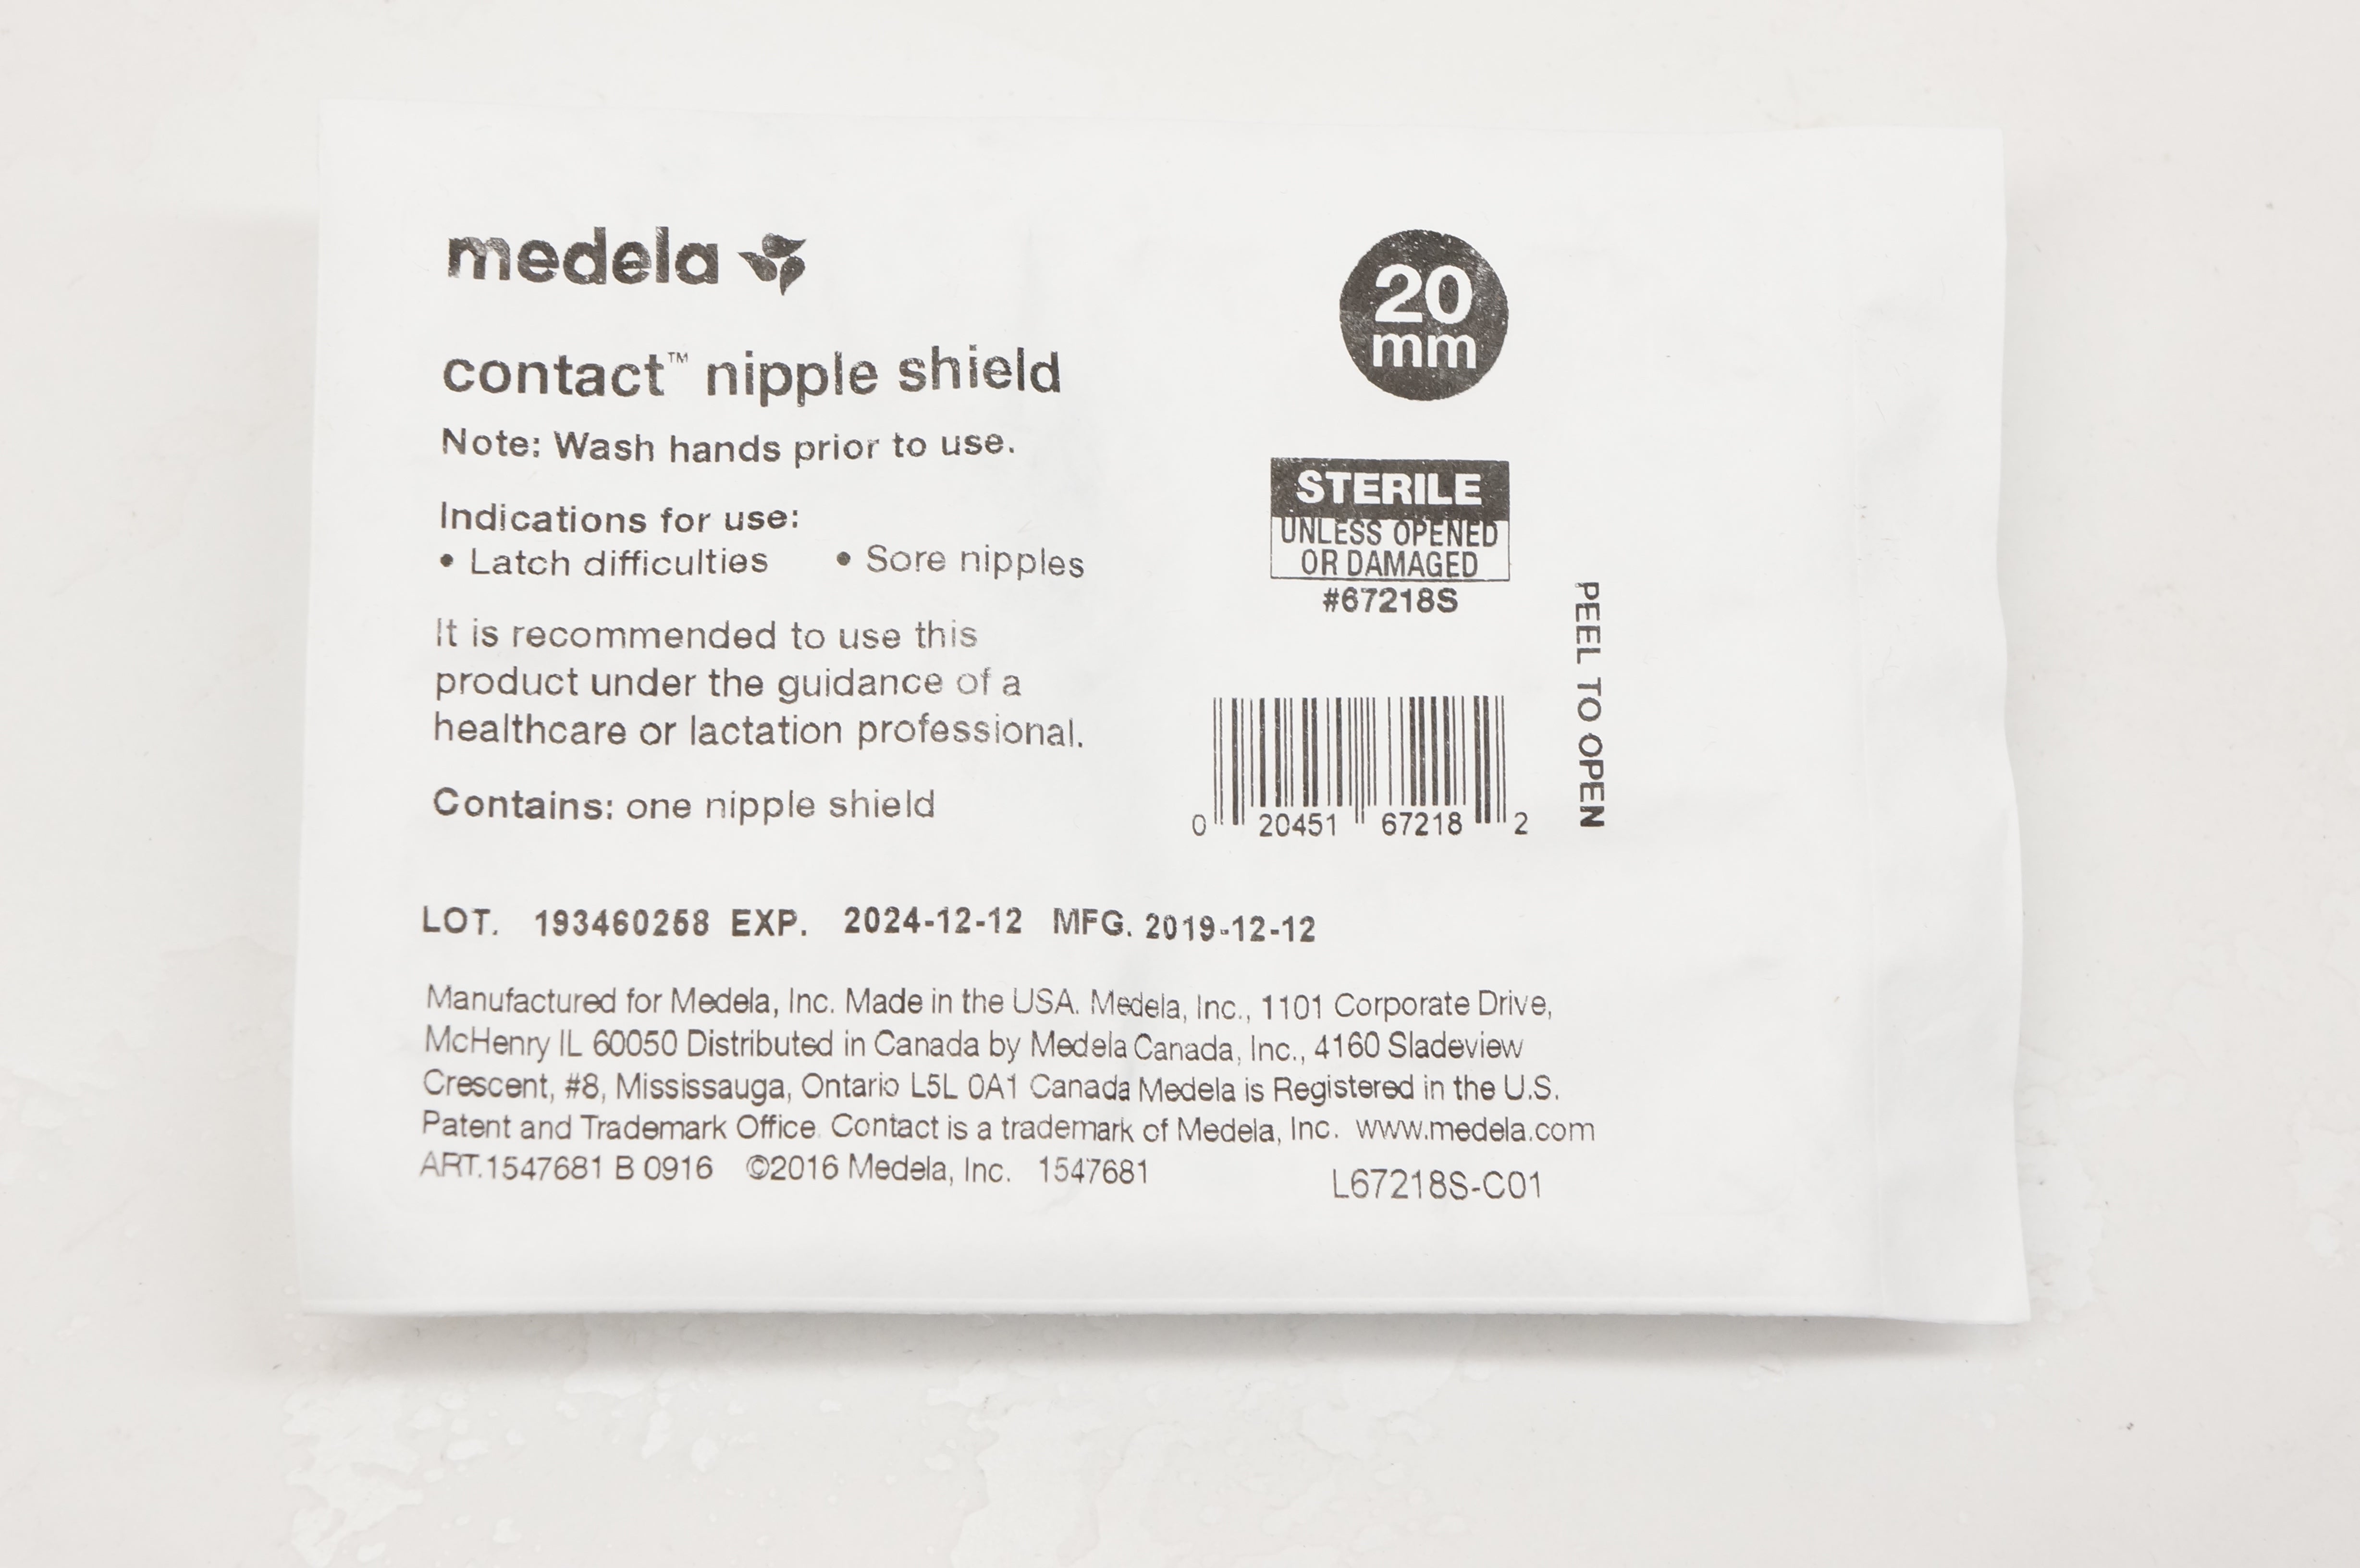 medela
contact™ nipple shield
Note: Wash hands prior to use.
Indications for use:
• Latch difficulties • Sore nipples
It is recommended to use this
product under the guidance of a
healthcare or lactation professional.
Contains: one nipple shield
20
mm
STERILE
UNLESS OPENED
OR DAMAGED
#67218S
0 20451 67218 2
PEEL TO OPEN
LOT. 193460258 EXP. 2024-12-12 MFG. 2019-12-12
Manufactured for Medela, Inc. Made in the USA. Medela, Inc., 1101 Corporate Drive,
McHenry IL 60050 Distributed in Canada by Medela Canada, Inc., 4160 Sladeview
Crescent, #8, Mississauga, Ontario L5L 0A1 Canada Medela is Registered in the U.S.
Patent and Trademark Office. Contact is a trademark of Medela, Inc. www.medela.com
ART.1547681 B 0916 ©2016 Medela, Inc. 1547681
L67218S-C01